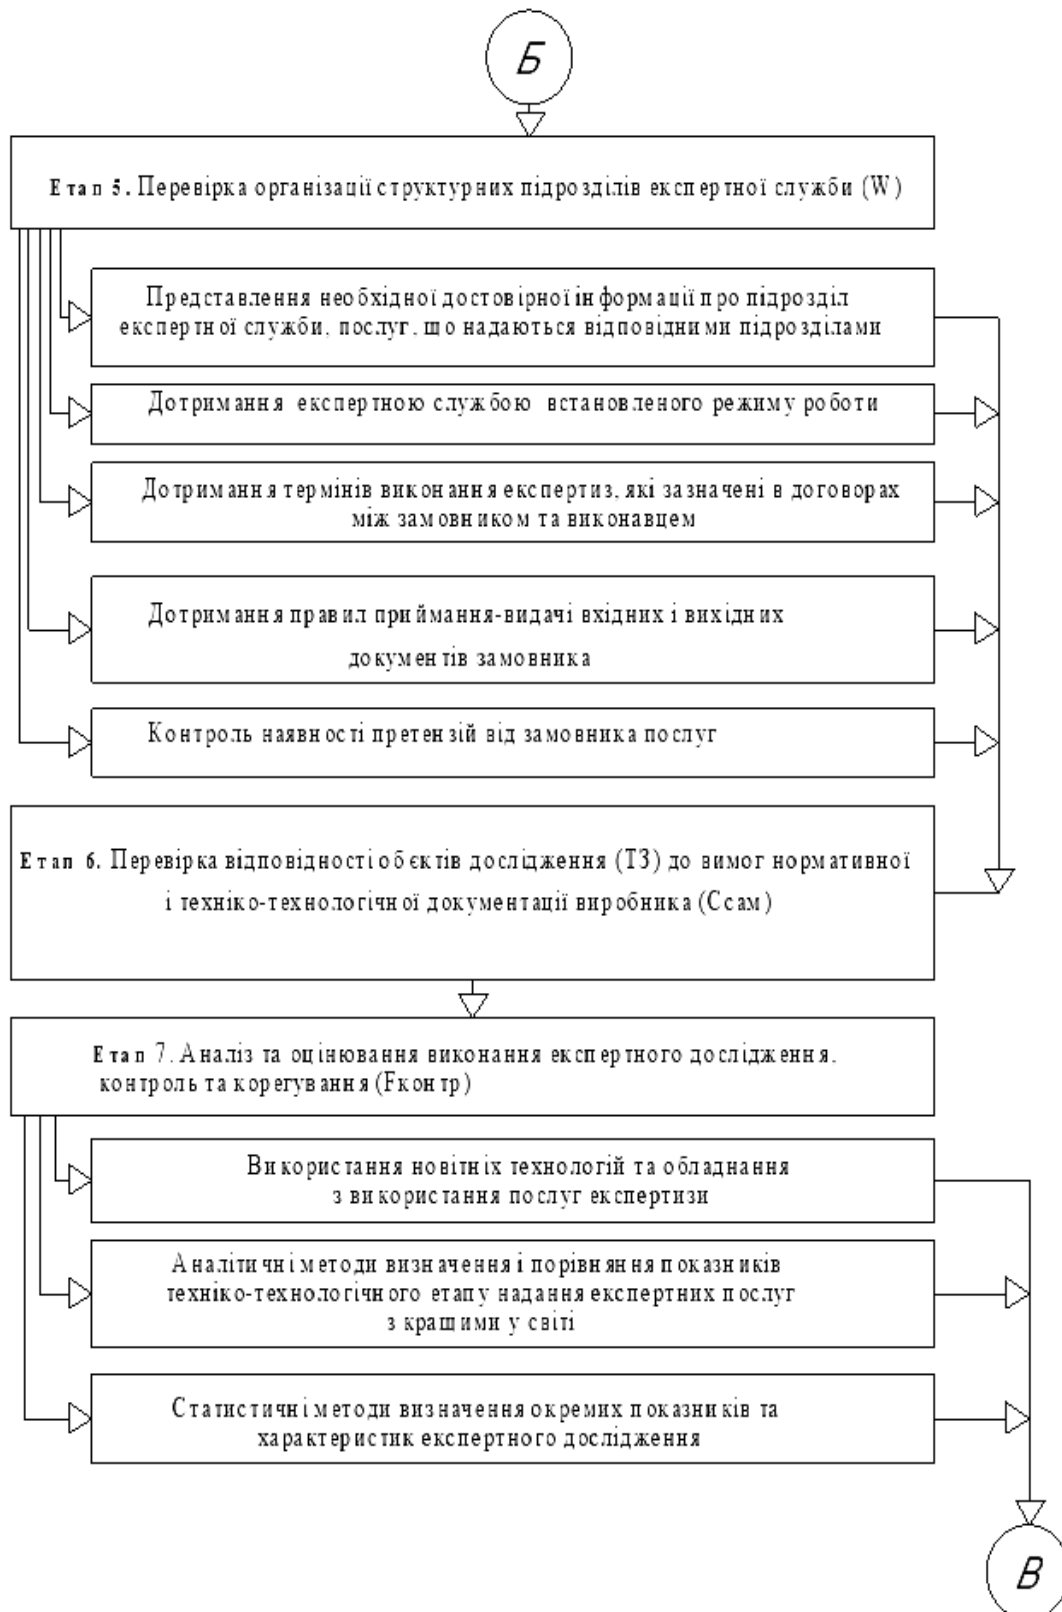 Б
Етап 5. Перевірка організації структурних підрозділів експертної служби (W)
Представлення необхідної достовірної інформації про підрозділ
експертної служби, послуг, що надаються відповідними підрозділами
Дотримання експертною службою встановленого режиму роботи
Дотримання термінів виконання експертиз, які зазначені в договорах
між замовником та виконавцем
Дотримання правил приймання-видачі вхідних і вихідних
документів замовника
Контроль наявності претензій від замовника послуг
Етап 6. Перевірка відповідності обєктів дослідження (ТЗ) до вимог нормативної
і техніко-технологічної документації виробника (Ссам)
Етап 7. Аналіз та оцінювання виконання експертного дослідження,
контроль та корегування (Fконтр)
Використання новітніх технологій та обладнання
з використання послуг експертизи
Аналітичні методи визначення і порівняння показників
техніко-технологічного етапу надання експертних послуг
з кращими у світі
Статистичні методи визначення окремих показників та
характеристик експертного дослідження
В